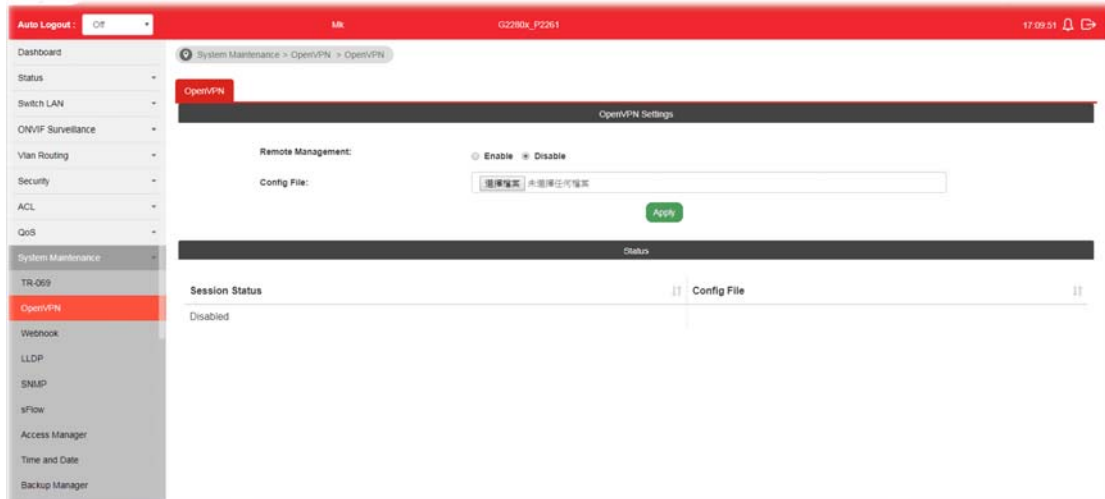 Auto Logout : Off Mk G2280x_P2261 17:09:51
Dashboard
System Maintenance > OpenVPN > OpenVPN
Status
Switch LAN
ONVIF Surveillance
Vlan Routing
Security
ACL
QoS
System Maintenance
TR-069
OpenVPN
Webhook
LLDP
SNMP
sFlow
Access Manager
Time and Date
Backup Manager
OpenVPN
OpenVPN Settings
Remote Management: Enable Disable
Config File: 選擇檔案 未選擇任何檔案
Apply
Status
Session Status Config File
Disabled